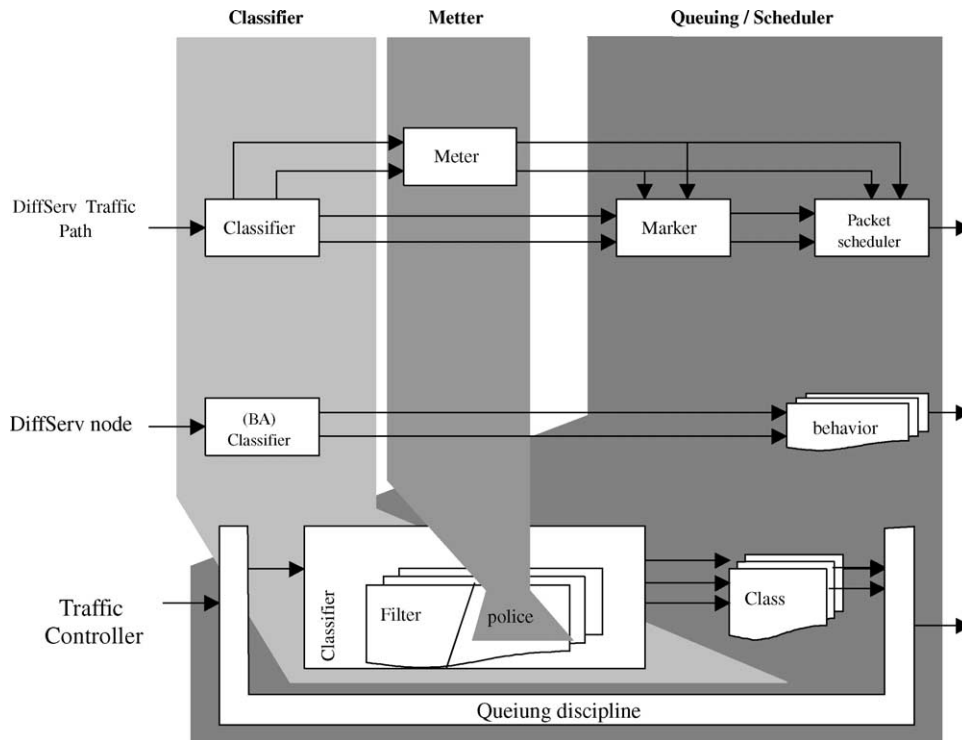 Classifier
Metter
Queuing / Scheduler
Meter
DiffServ Traffic
Path
Classifier
Marker
Packet
scheduler
DiffServ node
(BA)
Classifier
behavior
Traffic
Controller
Classifier
Filter
police
Class
Queiung discipline